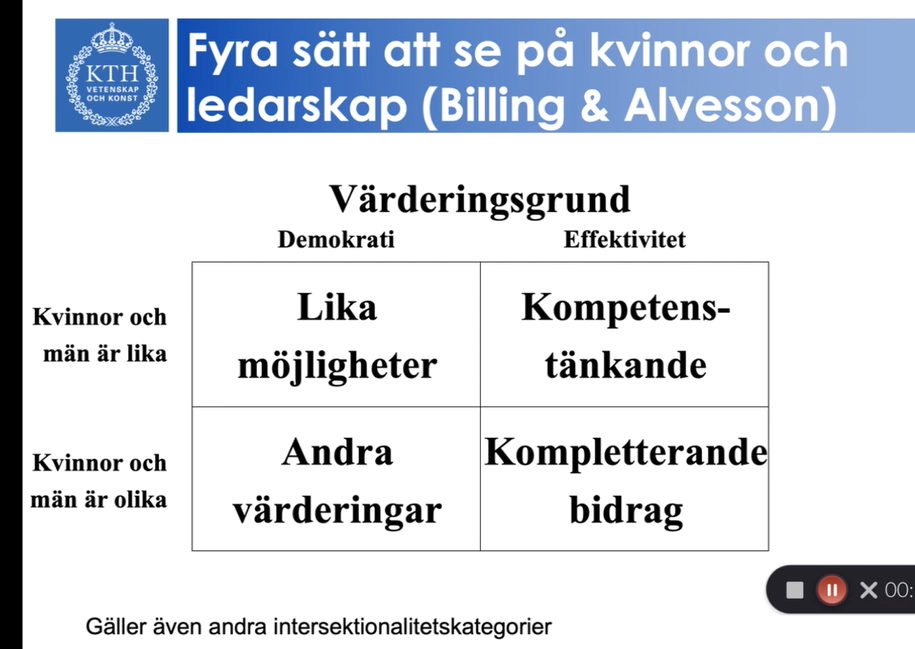 KTH
VETENSKAP
OCH KONST
Fyra sätt att se på kvinnor och
ledarskap (Billing & Alvesson)
Värderingsgrund
Demokrati Effektivitet
Kvinnor och
män är lika
Lika
möjligheter
Kompetens-
tänkande
Kvinnor och
män är olika
Andra
värderingar
Kompletterande
bidrag
00:
Gäller även andra intersektionalitetskategorier